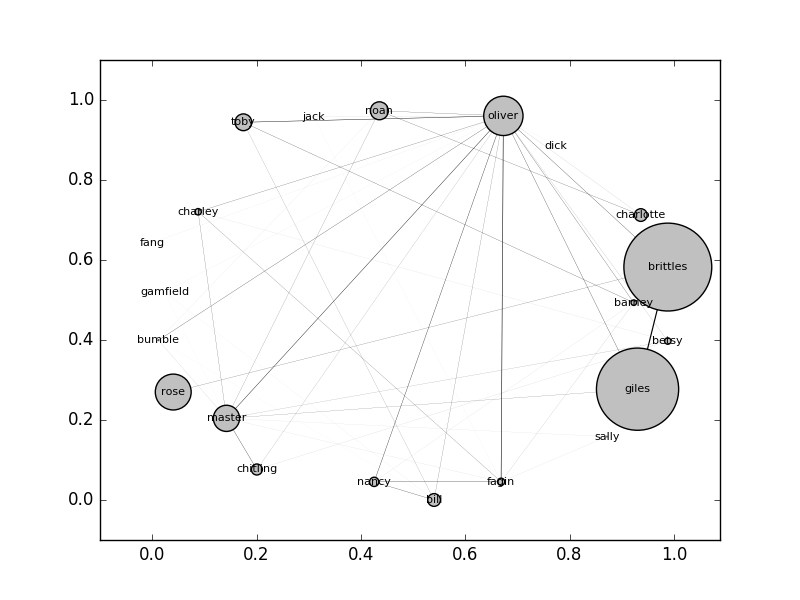 1.0
0.8
0.6
0.4
0.2
0.0
0.0
0.2
0.4
0.6
0.8
1.0
toby
jack
noah
oliver
dick
charley
charlotte
fang
brittles
gamfield
barney
bumble
betsy
rose
giles
master
sally
chitling
nancy
fagin
bill